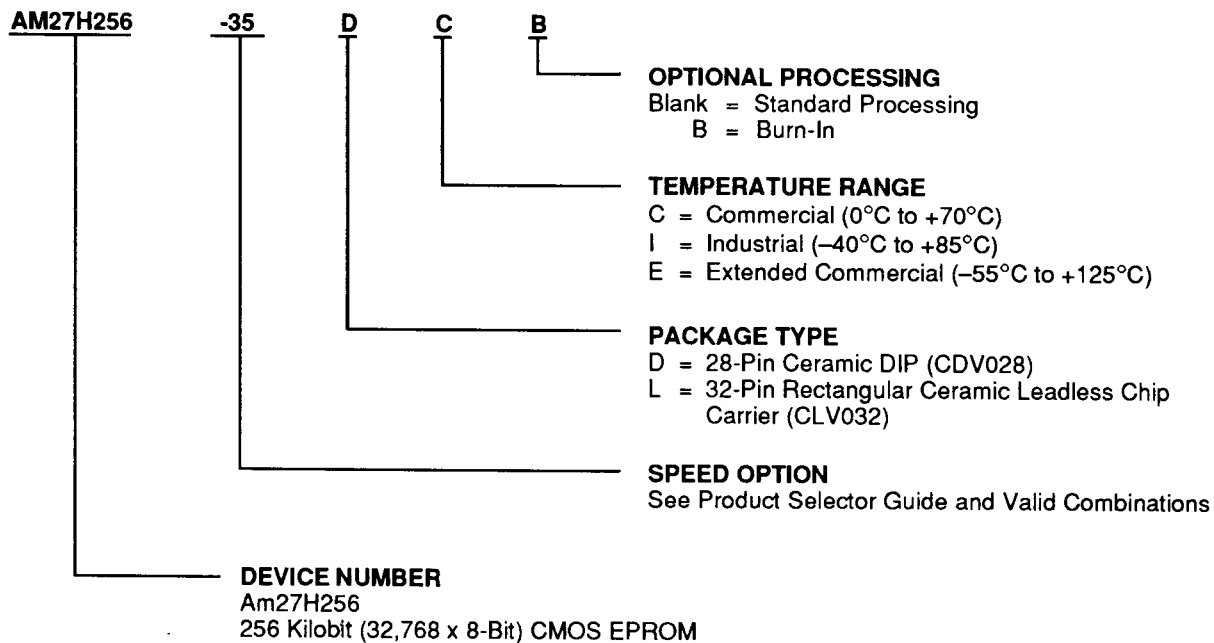 AM27H256 -35 D C B
OPTIONAL PROCESSING
Blank = Standard Processing
B = Burn-In
TEMPERATURE RANGE
C = Commercial (0°C to +70°C)
I = Industrial (–40°C to +85°C)
E = Extended Commercial (–55°C to +125°C)
PACKAGE TYPE
D = 28-Pin Ceramic DIP (CDV028)
L = 32-Pin Rectangular Ceramic Leadless Chip
Carrier (CLV032)
SPEED OPTION
See Product Selector Guide and Valid Combinations
DEVICE NUMBER
Am27H256
256 Kilobit (32,768 x 8-Bit) CMOS EPROM